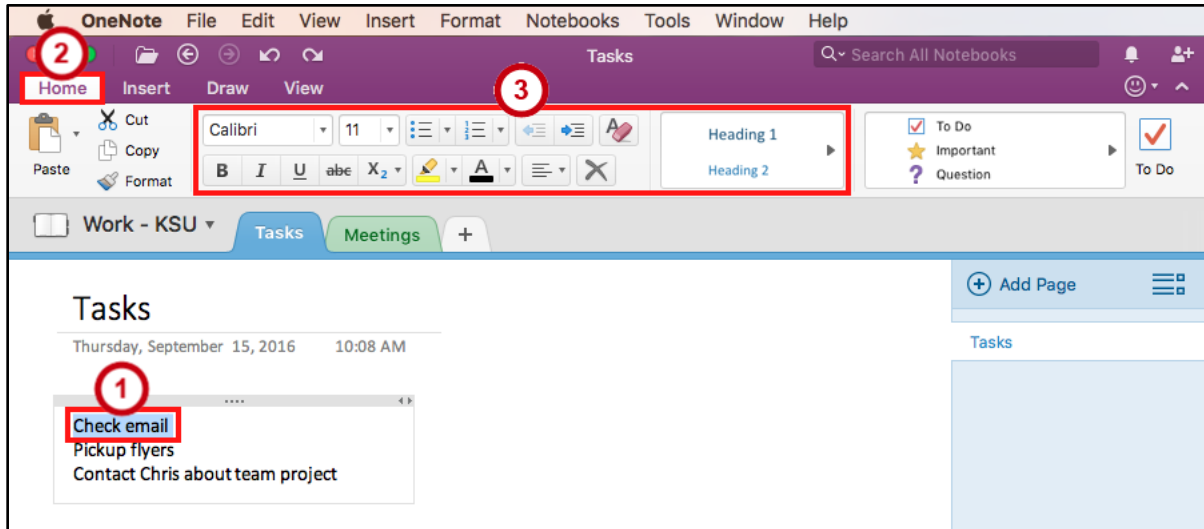 OneNote File Edit View Insert Format Notebooks Tools Window Help
2
Tasks
Search All Notebooks
Home Insert Draw View
3
Paste
Cut
Copy
Format
Calibri 11
B I U abc X2 A
Heading 1
Heading 2
To Do
Important
Question
To Do
Work - KSU Tasks Meetings +
Add Page
Tasks
Tasks
Thursday, September 15, 2016 10:08 AM
1
Check email
Pickup flyers
Contact Chris about team project